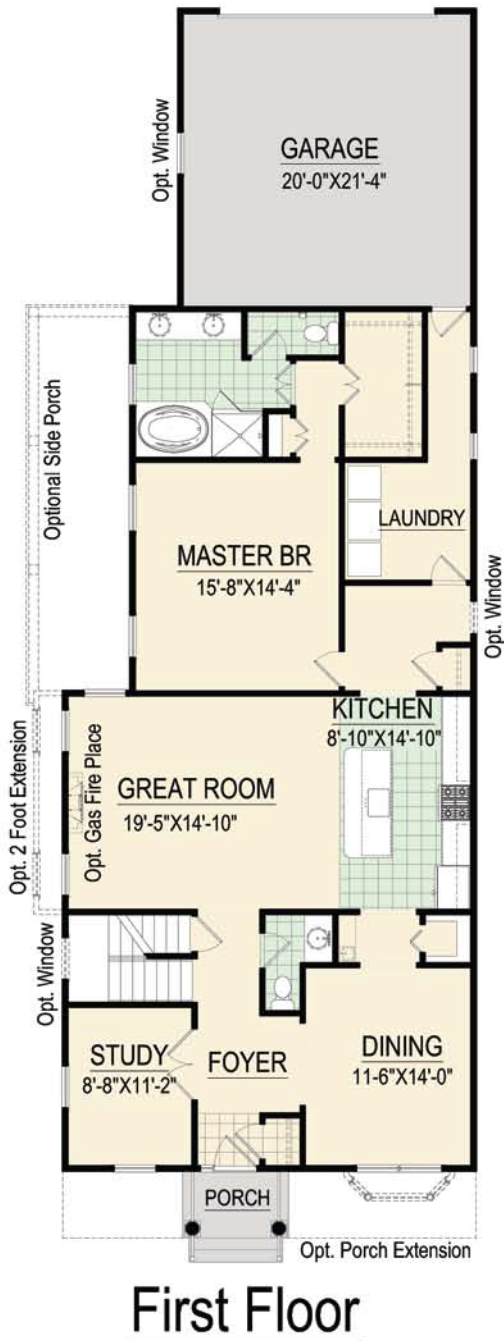 Opt. Window
GARAGE
20'-0"X21'-4"
Optional Side Porch
LAUNDRY
MASTER BR
15'-8"X14'-4"
Opt. Window
KITCHEN
8'-10"X14'-10"
Opt. 2 Foot Extension
Opt. Gas Fire Place
GREAT ROOM
19'-5"X14'-10"
Opt. Window
STUDY
8'-8"X11'-2"
FOYER
DINING
11-6"X14'-0"
PORCH
Opt. Porch Extension
First Floor